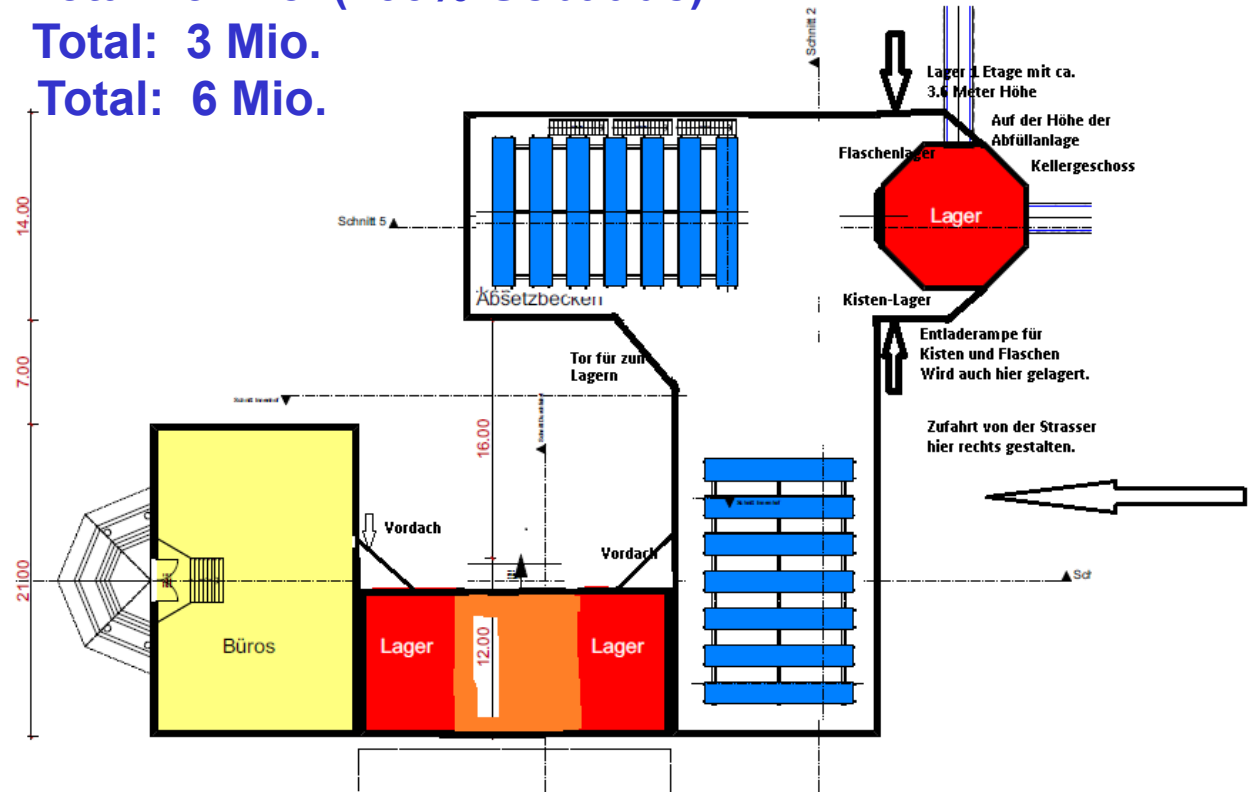 Total: 3 Mio.
Total: 6 Mio.
Schnitt 2
Lager 1 Etage mit ca.
3.6 Meter Höhe
Auf der Höhe der
Abfüllanlage
Flaschenlager
Kellergeschoss
14.00
Schnitt 5
Lager
Absetzbecken
Kisten-Lager
Entladerampe für
Kisten und Flaschen
Wird auch hier gelagert.
7.00
Tor für zun
Lagern
16.00
Zufahrt von der Strasser
hier rechts gestalten.
Vordach
Vordach
21.00
Büros
Lager
12.00
Lager